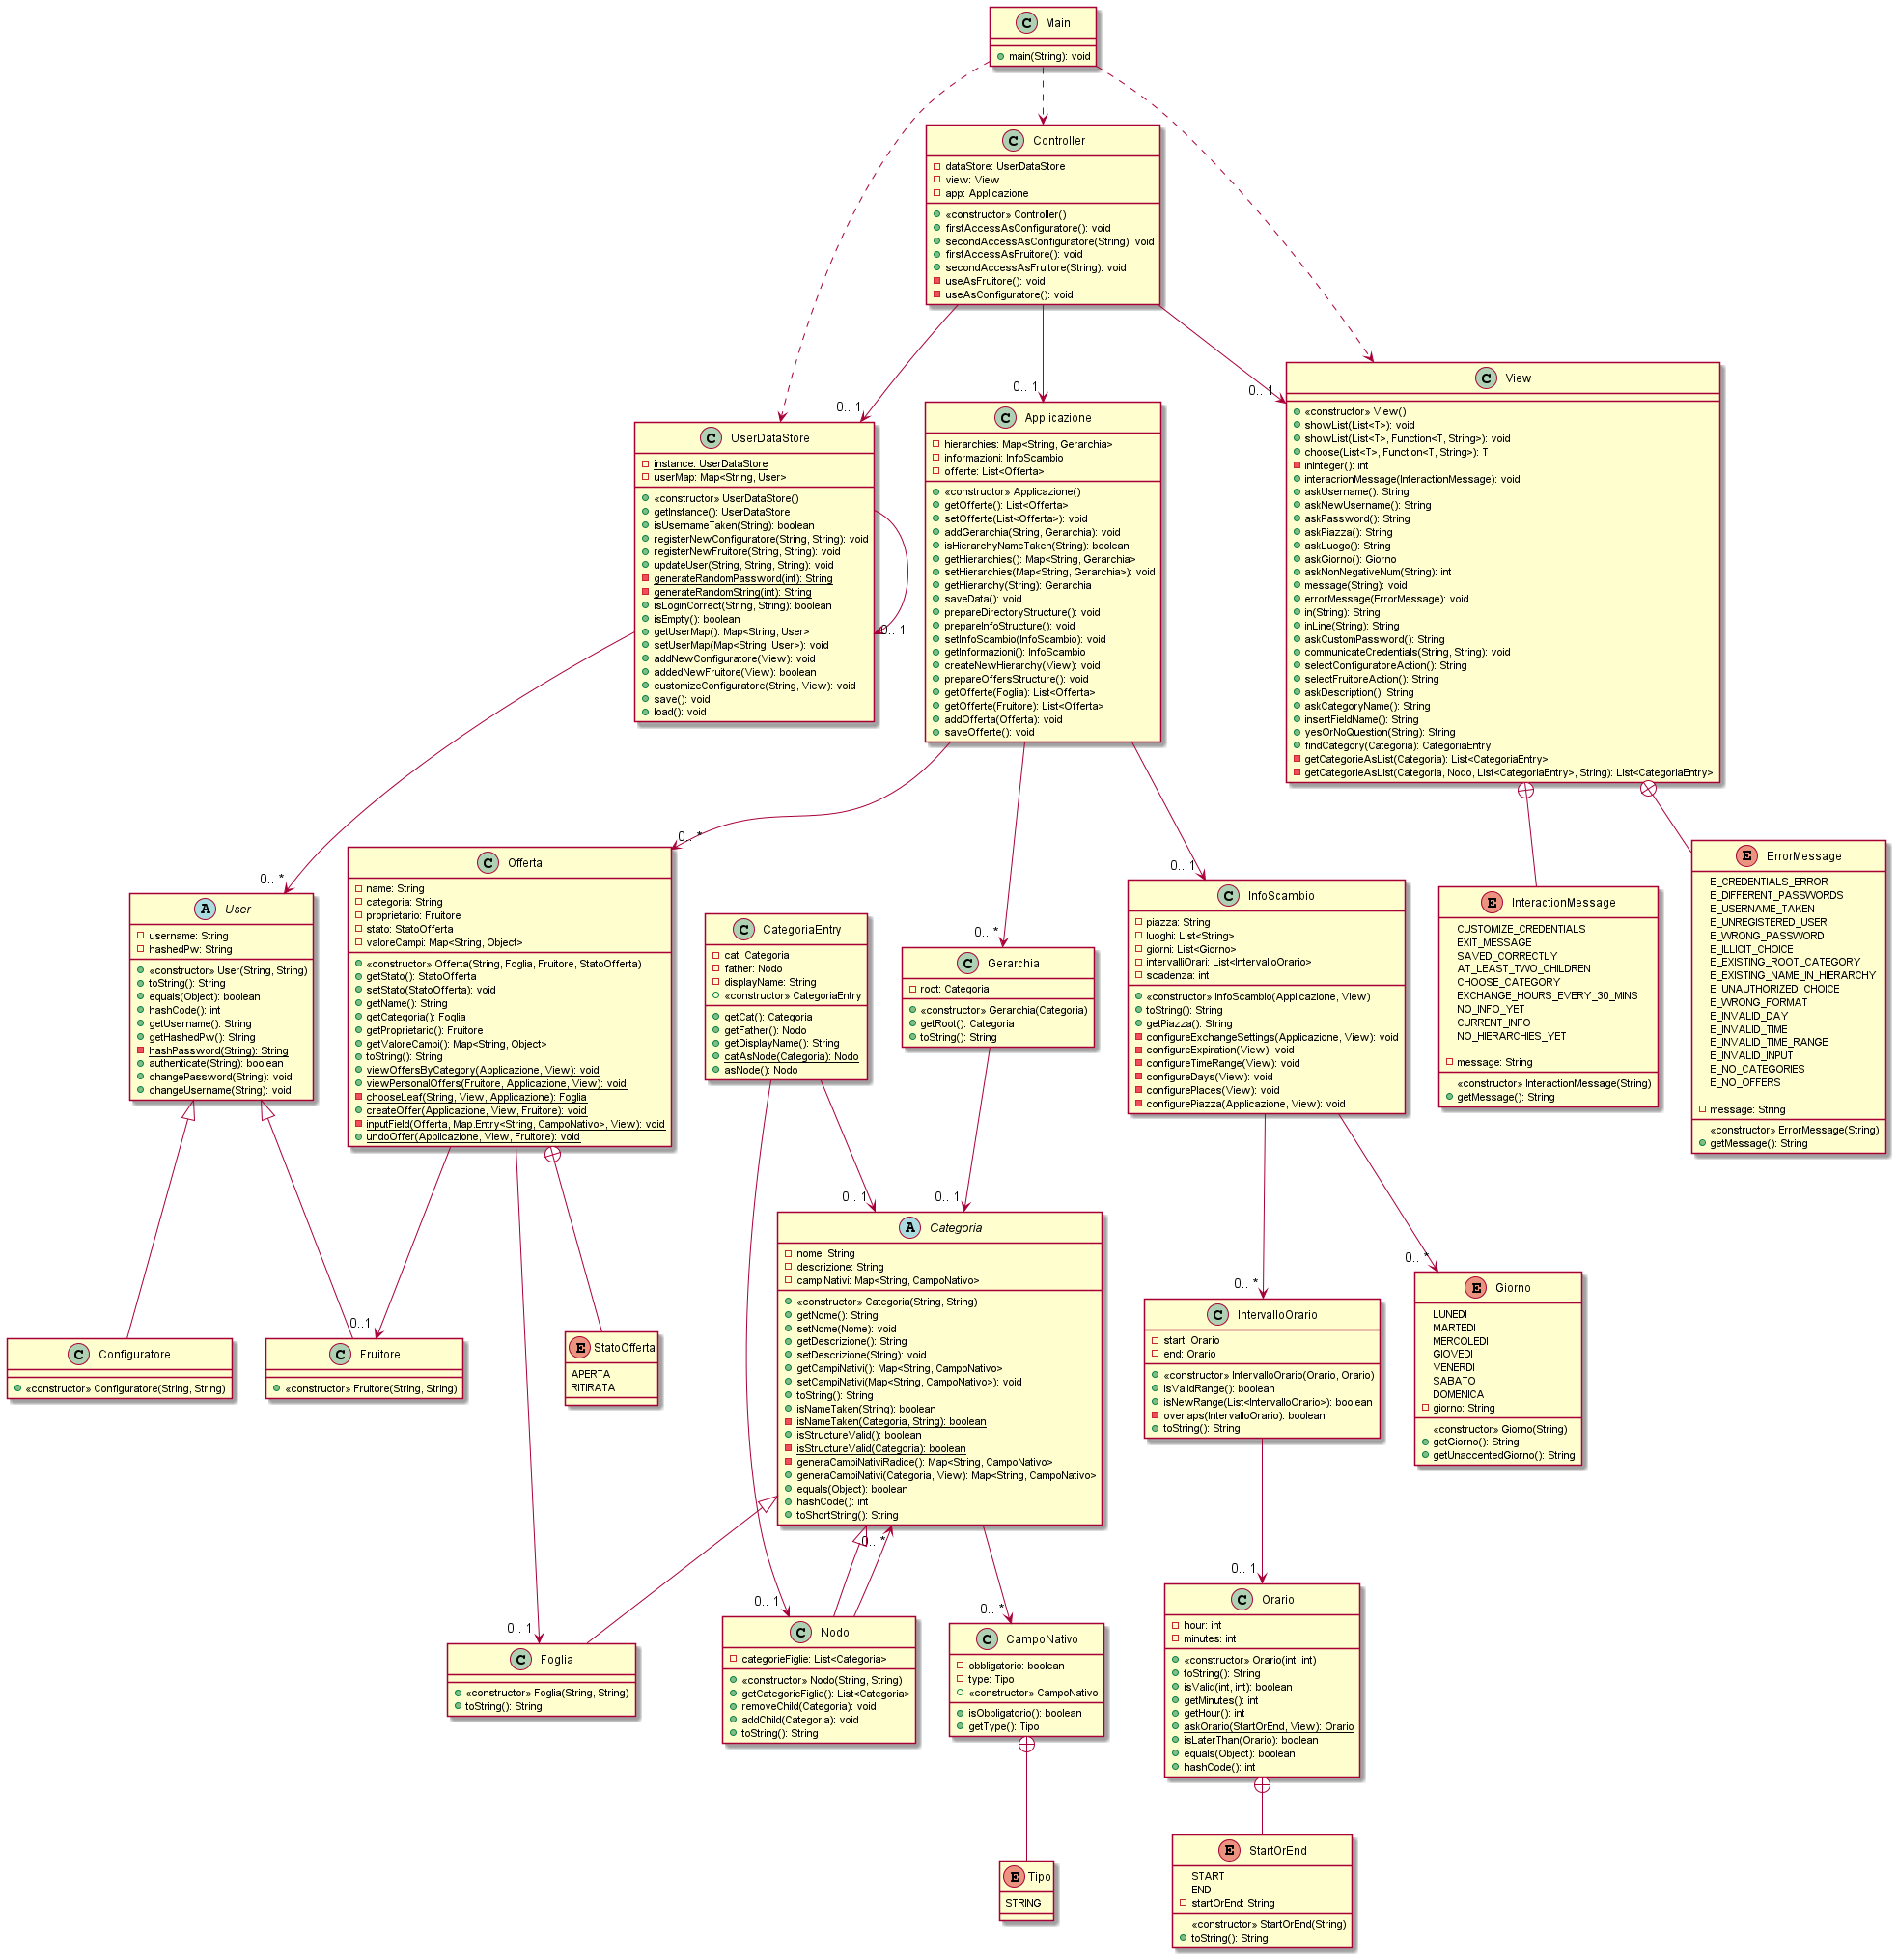 C Main
main(String): void
C Controller
dataStore: UserDataStore
view: View
app: Applicazione
«constructor» Controller()
firstAccessAsConfiguratore(): void
secondAccessAsConfiguratore(String): void
firstAccessAsFruitore(): void
secondAccessAsFruitore(String): void
useAsFruitore(): void
useAsConfiguratore(): void
0.. 1
0.. 1
0.. 1
C View
«constructor» View()
showList(List<T>): void
showList(List<T>, Function<T, String>): void
choose(List<T>, Function<T, String>): T
inInteger(): int
interacrionMessage(InteractionMessage): void
askUsername(): String
askNewUsername(): String
askPassword(): String
askPiazza(): String
askLuogo(): String
askGiorno(): Giorno
askNonNegativeNum(String): int
message(String): void
errorMessage(ErrorMessage): void
in(String): String
inLine(String): String
askCustomPassword(): String
communicateCredentials(String, String): void
selectConfiguratoreAction(): String
selectFruitoreAction(): String
askDescription(): String
askCategoryName(): String
insertFieldName(): String
yesOrNoQuestion(String): String
findCategory(Categoria): CategoriaEntry
getCategorieAsList(Categoria): List<CategoriaEntry>
getCategorieAsList(Categoria, Nodo, List<CategoriaEntry>, String): List<CategoriaEntry>
C UserDataStore
instance: UserDataStore
userMap: Map<String, User>
«constructor» UserDataStore()
getInstance(): UserDataStore
isUsernameTaken(String): boolean
registerNewConfiguratore(String, String): void
registerNewFruitore(String, String): void
updateUser(String, String, String): void
generateRandomPassword(int): String
generateRandomString(int): String
isLoginCorrect(String, String): boolean
isEmpty(): boolean
getUserMap(): Map<String, User>
setUserMap(Map<String, User>): void
addNewConfiguratore(View): void
addedNewFruitore(View): boolean
customizeConfiguratore(String, View): void
save(): void
load(): void
0.. 1
C Applicazione
hierarchies: Map<String, Gerarchia>
informazioni: InfoScambio
offerte: List<Offerta>
«constructor» Applicazione()
getOfferte(): List<Offerta>
setOfferte(List<Offerta>): void
addGerarchia(String, Gerarchia): void
isHierarchyNameTaken(String): boolean
getHierarchies(): Map<String, Gerarchia>
setHierarchies(Map<String, Gerarchia>): void
getHierarchy(String): Gerarchia
saveData(): void
prepareDirectoryStructure(): void
prepareInfoStructure(): void
setInfoScambio(InfoScambio): void
getInformazioni(): InfoScambio
createNewHierarchy(View): void
prepareOffersStructure(): void
getOfferte(Foglia): List<Offerta>
getOfferte(Fruitore): List<Offerta>
addOfferta(Offerta): void
saveOfferte(): void
0.. *
0.. *
0.. *
0.. 1
A User
username: String
hashedPw: String
«constructor» User(String, String)
toString(): String
equals(Object): boolean
hashCode(): int
getUsername(): String
getHashedPw(): String
hashPassword(String): String
authenticate(String): boolean
changePassword(String): void
changeUsername(String): void
C Offerta
name: String
categoria: String
proprietario: Fruitore
stato: StatoOfferta
valoreCampi: Map<String, Object>
«constructor» Offerta(String, Foglia, Fruitore, StatoOfferta)
getStato(): StatoOfferta
setStato(StatoOfferta): void
getName(): String
getCategoria(): Foglia
getProprietario(): Fruitore
getValoreCampi(): Map<String, Object>
toString(): String
viewOffersByCategory(Applicazione, View): void
viewPersonalOffers(Fruitore, Applicazione, View): void
chooseLeaf(String, View, Applicazione): Foglia
createOffer(Applicazione, View, Fruitore): void
inputField(Offerta, Map.Entry<String, CampoNativo>, View): void
undoOffer(Applicazione, View, Fruitore): void
C CategoriaEntry
cat: Categoria
father: Nodo
displayName: String
«constructor» CategoriaEntry
getCat(): Categoria
getFather(): Nodo
getDisplayName(): String
catAsNode(Categoria): Nodo
asNode(): Nodo
C Gerarchia
root: Categoria
«constructor» Gerarchia(Categoria)
getRoot(): Categoria
toString(): String
C InfoScambio
piazza: String
luoghi: List<String>
giorni: List<Giorno>
intervalliOrari: List<IntervalloOrario>
scadenza: int
«constructor» InfoScambio(Applicazione, View)
toString(): String
getPiazza(): String
configureExchangeSettings(Applicazione, View): void
configureExpiration(View): void
configureTimeRange(View): void
configureDays(View): void
configurePlaces(View): void
configurePiazza(Applicazione, View): void
E InteractionMessage
CUSTOMIZE_CREDENTIALS
EXIT_MESSAGE
SAVED_CORRECTLY
AT_LEAST_TWO_CHILDREN
CHOOSE_CATEGORY
EXCHANGE_HOURS_EVERY_30_MINS
NO_INFO_YET
CURRENT_INFO
NO_HIERARCHIES_YET
message: String
«constructor» InteractionMessage(String)
getMessage(): String
E ErrorMessage
E_CREDENTIALS_ERROR
E_DIFFERENT_PASSWORDS
E_USERNAME_TAKEN
E_UNREGISTERED_USER
E_WRONG_PASSWORD
E_ILLICIT_CHOICE
E_EXISTING_ROOT_CATEGORY
E_EXISTING_NAME_IN_HIERARCHY
E_UNAUTHORIZED_CHOICE
E_WRONG_FORMAT
E_INVALID_DAY
E_INVALID_TIME
E_INVALID_TIME_RANGE
E_INVALID_INPUT
E_NO_CATEGORIES
E_NO_OFFERS
message: String
«constructor» ErrorMessage(String)
getMessage(): String
0.. 1
0.. 1
A Categoria
nome: String
descrizione: String
campiNativi: Map<String, CampoNativo>
«constructor» Categoria(String, String)
getNome(): String
setNome(Nome): void
getDescrizione(): String
setDescrizione(String): void
getCampiNativi(): Map<String, CampoNativo>
setCampiNativi(Map<String, CampoNativo>): void
toString(): String
isNameTaken(String): boolean
isNameTaken(Categoria, String): boolean
isStructureValid(): boolean
isStructureValid(Categoria): boolean
generaCampiNativiRadice(): Map<String, CampoNativo>
generaCampiNativi(Categoria, View): Map<String, CampoNativo>
equals(Object): boolean
hashCode(): int
toShortString(): String
0.. *
0.. *
E Giorno
LUNEDI
MARTEDI
MERCOLEDI
GIOVEDI
VENERDI
SABATO
DOMENICA
giorno: String
«constructor» Giorno(String)
getGiorno(): String
getUnaccentedGiorno(): String
C IntervalloOrario
start: Orario
end: Orario
«constructor» IntervalloOrario(Orario, Orario)
isValidRange(): boolean
isNewRange(List<IntervalloOrario>): boolean
overlaps(IntervalloOrario): boolean
toString(): String
0..1
C Configuratore
«constructor» Configuratore(String, String)
C Fruitore
«constructor» Fruitore(String, String)
E StatoOfferta
APERTA
RITIRATA
0.. *
0.. 1
0.. 1
0.. *
0.. 1
C Foglia
«constructor» Foglia(String, String)
toString(): String
C Nodo
categorieFiglie: List<Categoria>
«constructor» Nodo(String, String)
getCategorieFiglie(): List<Categoria>
removeChild(Categoria): void
addChild(Categoria): void
toString(): String
C CampoNativo
obbligatorio: boolean
type: Tipo
«constructor» CampoNativo
isObbligatorio(): boolean
getType(): Tipo
C Orario
hour: int
minutes: int
«constructor» Orario(int, int)
toString(): String
isValid(int, int): boolean
getMinutes(): int
getHour(): int
askOrario(StartOrEnd, View): Orario
isLaterThan(Orario): boolean
equals(Object): boolean
hashCode(): int
E Tipo
STRING
E StartOrEnd
START
END
startOrEnd: String
«constructor» StartOrEnd(String)
toString(): String